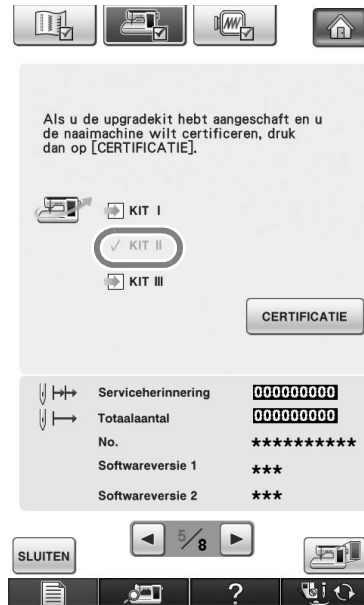 Als u de upgradekit hebt aangeschaft en u
de naaimachine wilt certificeren, druk
dan op [CERTIFICATIE].
KIT I
KIT II
KIT III
CERTIFICATIE
Serviceherinnering 000000000
Totaalaantal 000000000
No. **********
Softwareversie 1 ***
Softwareversie 2 ***
SLUITEN
5/8
?